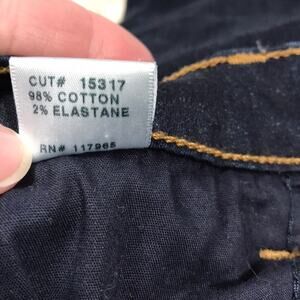 CUT# 15317
98% COTTON
2% ELASTANE
RN# 117965